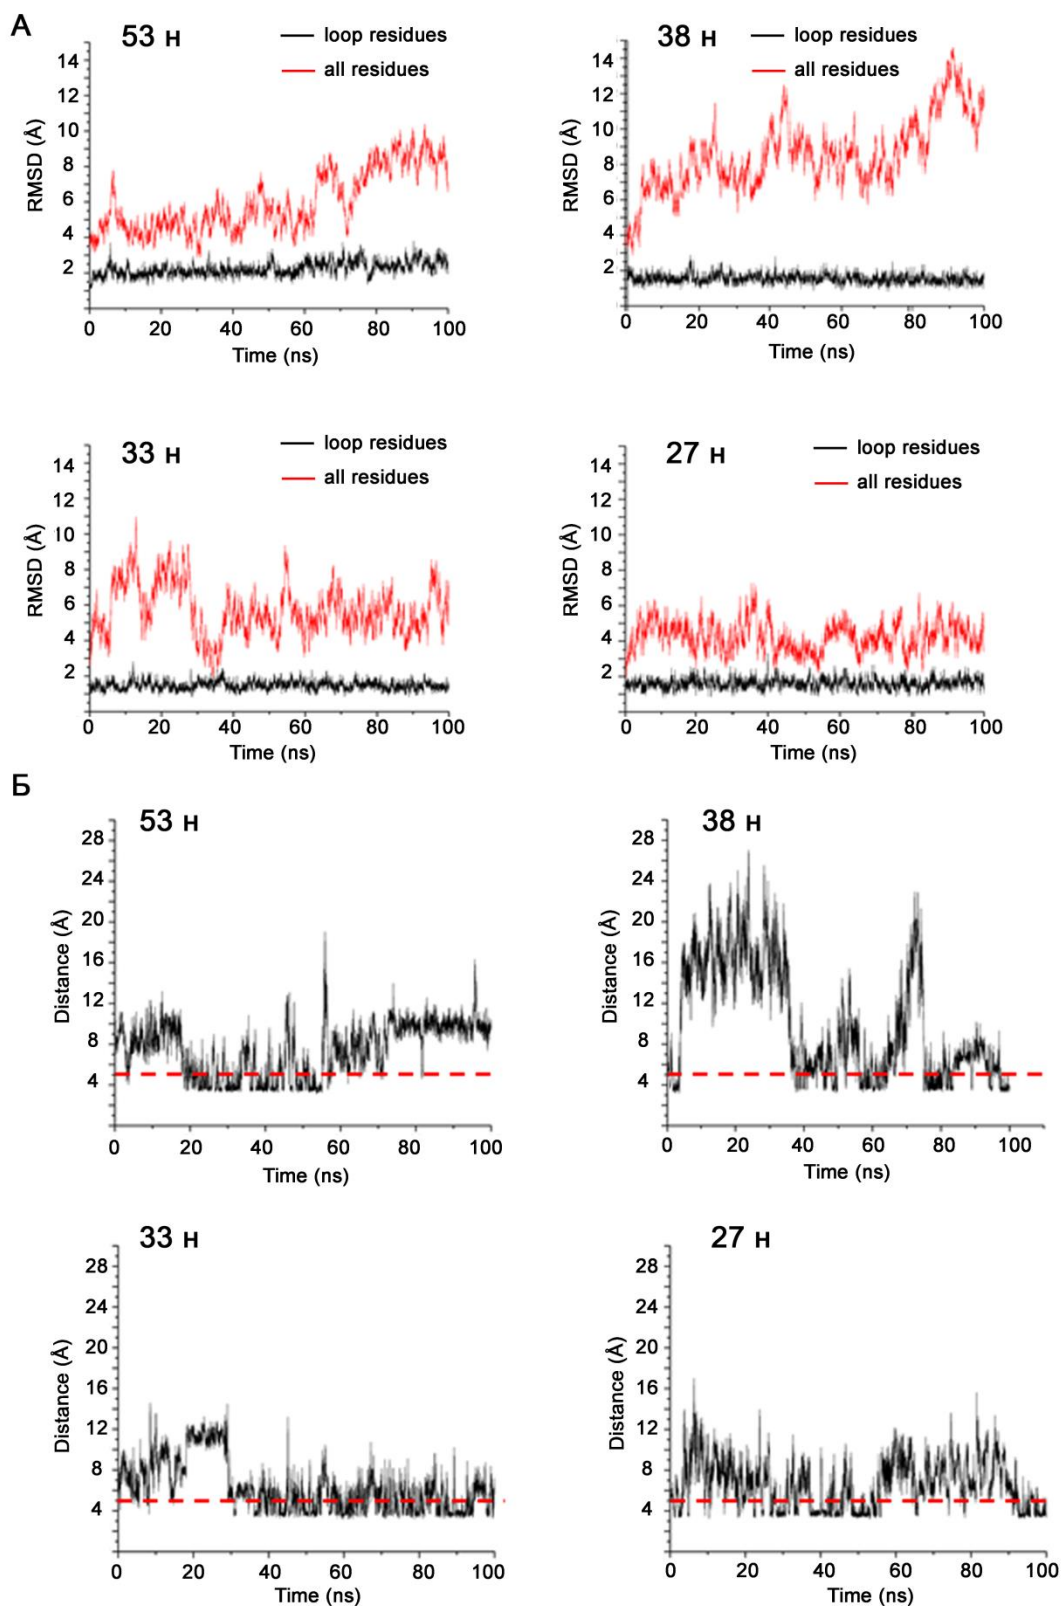 А
53 н
loop residues
all residues
14
12
10
8
6
4
2
RMSD (Å)
0 20 40 60 80 100
Time (ns)
38 н
loop residues
all residues
14
12
10
8
6
4
2
RMSD (Å)
0 20 40 60 80 100
Time (ns)
33 н
loop residues
all residues
14
12
10
8
6
4
2
RMSD (Å)
0 20 40 60 80 100
Time (ns)
27 н
loop residues
all residues
14
12
10
8
6
4
2
RMSD (Å)
0 20 40 60 80 100
Time (ns)
Б
53 н
28
24
20
16
12
8
4
Distance (Å)
0 20 40 60 80 100
Time (ns)
38 н
28
24
20
16
12
8
4
Distance (Å)
0 20 40 60 80 100
Time (ns)
33 н
28
24
20
16
12
8
4
Distance (Å)
0 20 40 60 80 100
Time (ns)
27 н
28
24
20
16
12
8
4
Distance (Å)
0 20 40 60 80 100
Time (ns)